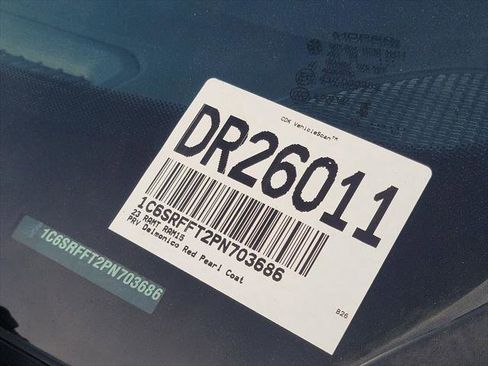 MOPAR
CDK VehicleScan™
DR26011
1C6SRFFT2PN703686
23 RAMT RAM15
PRV Delmonico Red Pearl Coat
B26
1C6SRFFT2PN703686